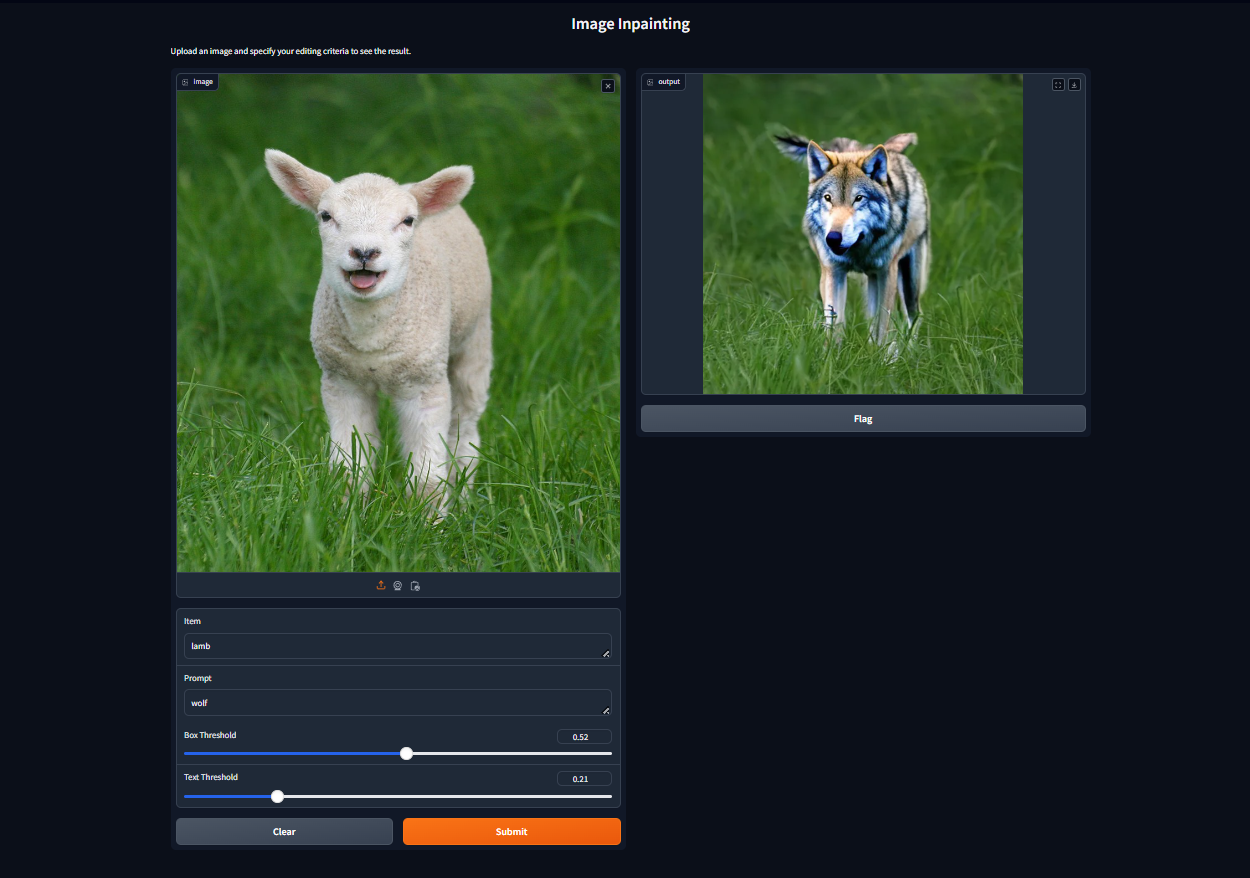 Image Inpainting
Upload an image and specify your editing criteria to see the result.
image
output
Flag
Item
lamb
Prompt
wolf
Box Threshold
0.52
Text Threshold
0.21
Clear
Submit